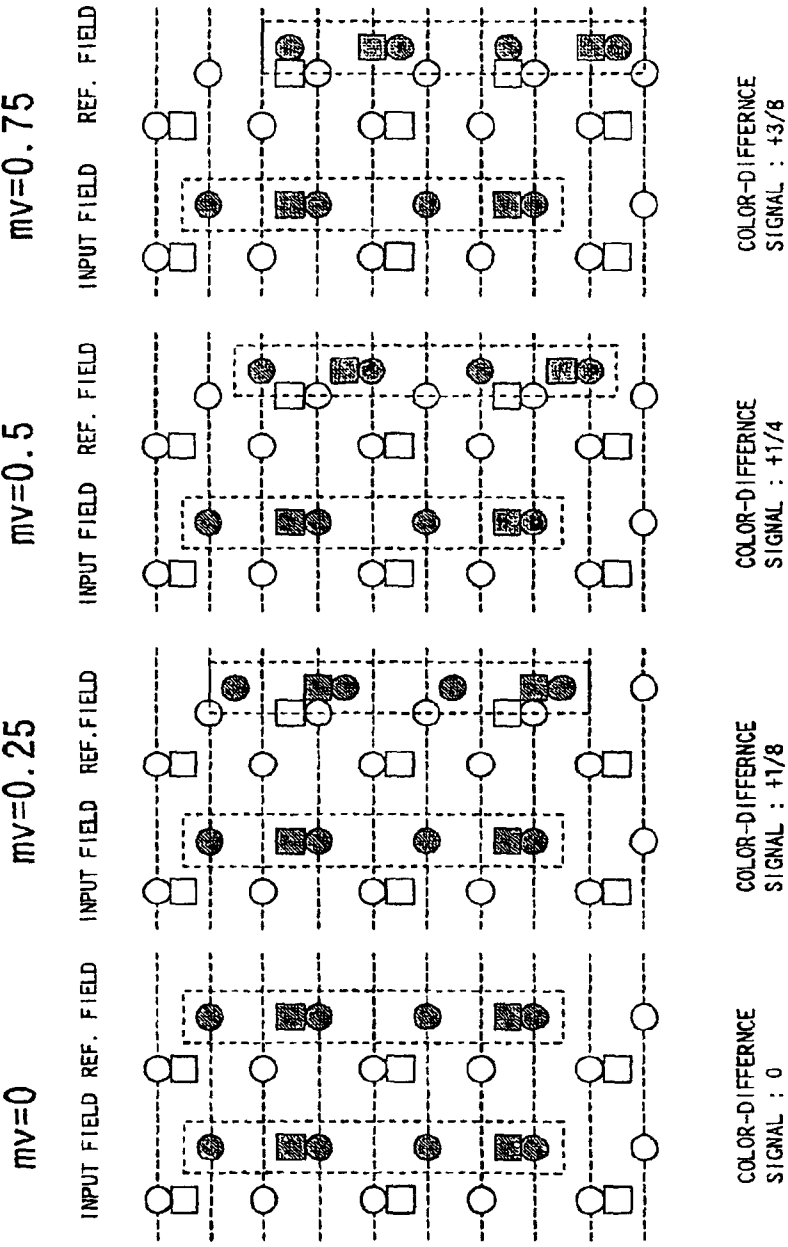 mv=0
INPUT FIELD REF. FIELD
COLOR-DIFFERNCE
SIGNAL : 0
mv=0.25
INPUT FIELD REF.FIELD
COLOR-DIFFERNCE
SIGNAL : +1/8
mv=0.5
INPUT FIELD REF. FIELD
COLOR-DIFFERNCE
SIGNAL : +1/4
mv=0.75
INPUT FIELD REF. FIELD
COLOR-DIFFERNCE
SIGNAL : +3/8